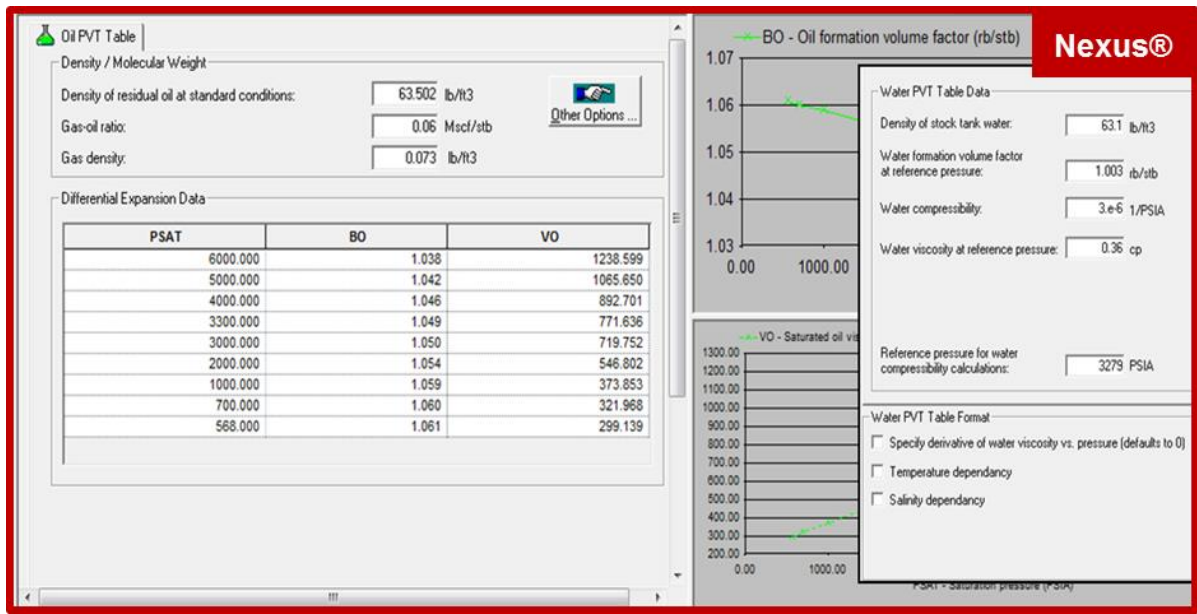 Oil PVT Table
Density / Molecular Weight
Density of residual oil at standard conditions: 63.502 lb/ft3
Gas-oil ratio: 0.06 Mscf/stb
Gas density: 0.073 lb/ft3
Other Options ...
Differential Expansion Data
PSAT BO VO
6000.000 1.038 1238.599
5000.000 1.042 1065.650
4000.000 1.046 892.701
3300.000 1.049 771.636
3000.000 1.050 719.752
2000.000 1.054 546.802
1000.000 1.059 373.853
700.000 1.060 321.968
568.000 1.061 299.139
BO - Oil formation volume factor (rb/stb)
1.07
1.06
1.05
1.04
1.03
0.00 1000.00
VO - Saturated oil
1300.00
1200.00
1100.00
1000.00
900.00
800.00
700.00
600.00
500.00
400.00
300.00
200.00
0.00 1000.00
PSAT - Saturation pressure (PSIA)
Nexus®
Water PVT Table Data
Density of stock tank water: 63.1 lb/ft3
Water formation volume factor
at reference pressure: 1.003 rb/stb
Water compressibility: 3.e-6 1/PSIA
Water viscosity at reference pressure: 0.36 cp
Reference pressure for water
compressibility calculations: 3279 PSIA
Water PVT Table Format
Specify derivative of water viscosity vs. pressure (defaults to 0)
Temperature dependancy
Salinity dependancy